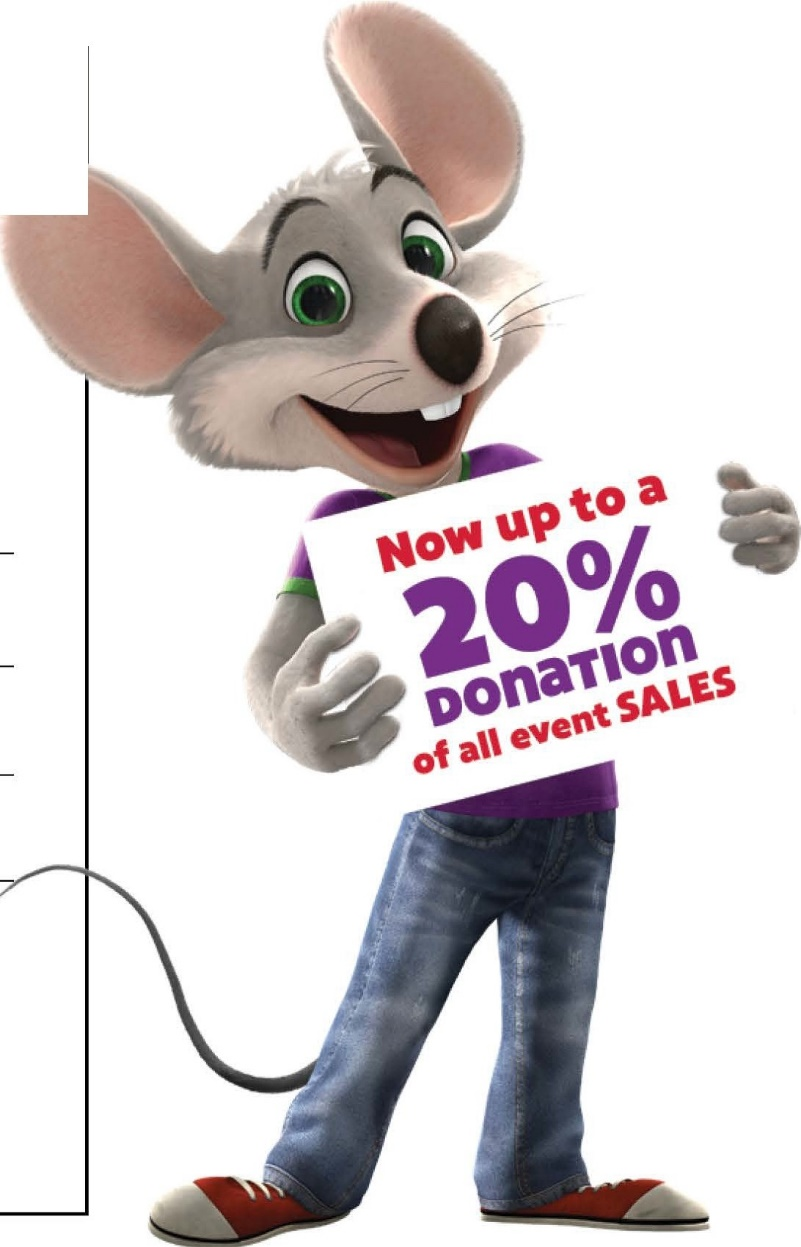 Now up to a
20%
DONaTION
of all event SALES